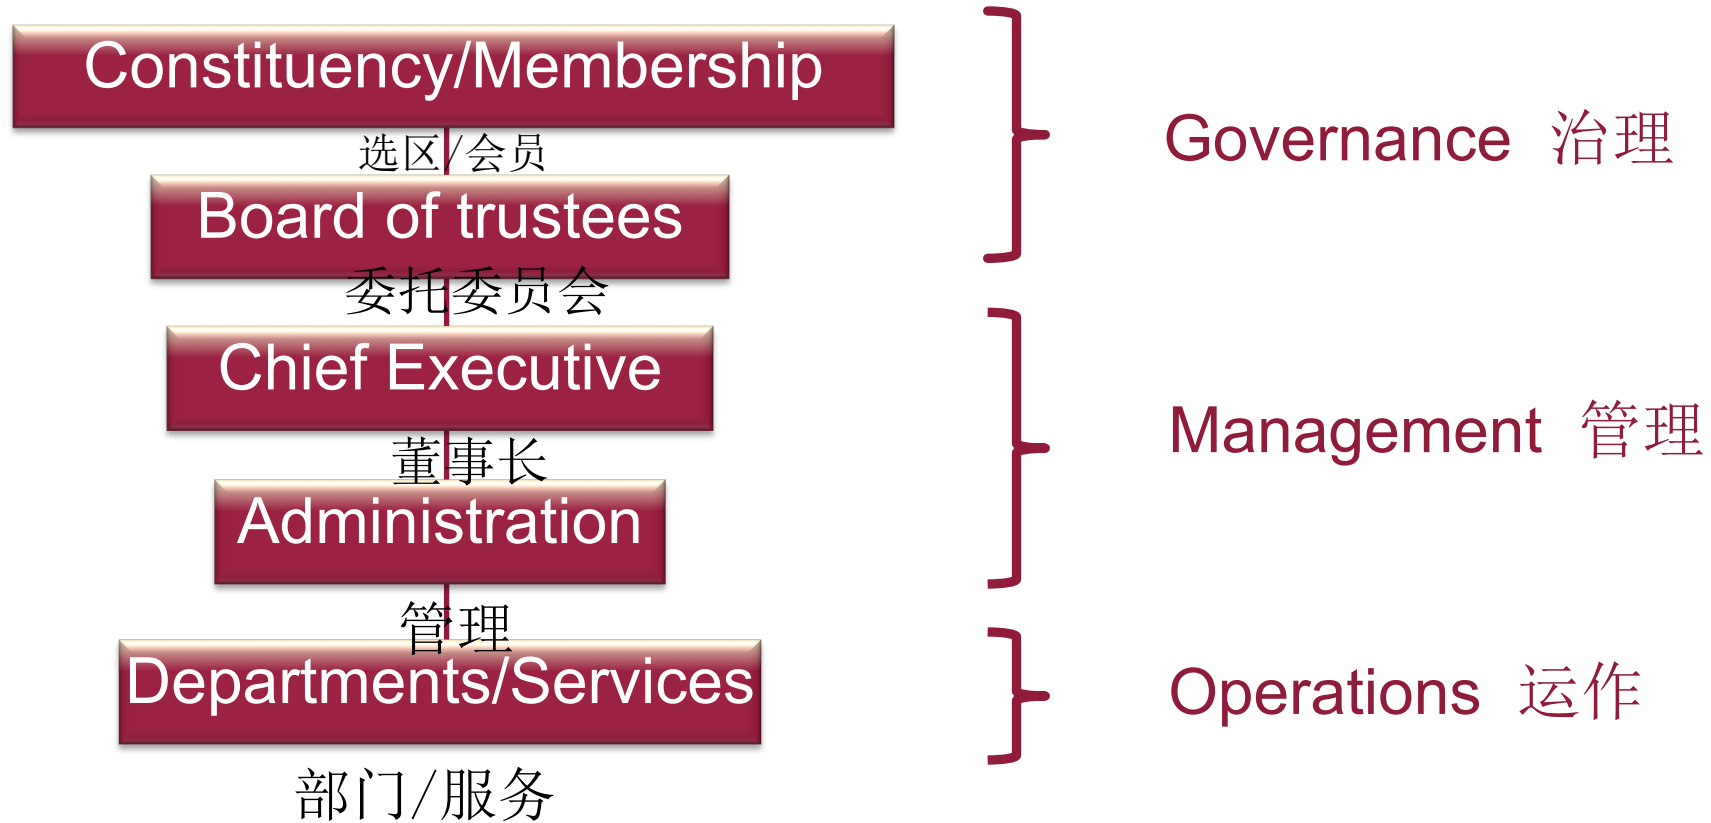 Constituency/Membership
选区/会员
Board of trustees
委托委员会
Chief Executive
董事长
Administration
管理
Departments/Services
部门/服务
Governance 治理
Management 管理
Operations 运作